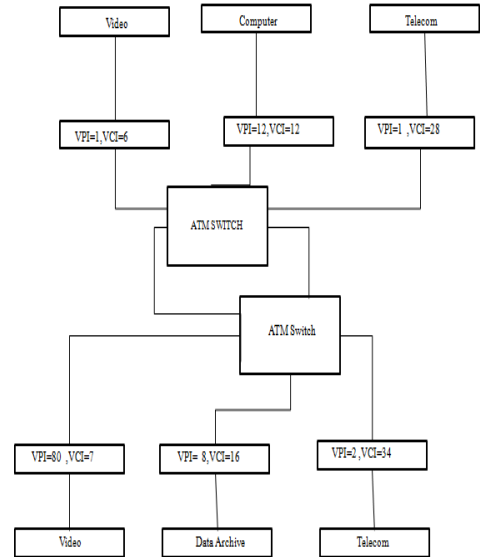 Video
Computer
Telecom
VPI=1,VCI=6
VPI=12,VCI=12
VPI=1 ,VCI=28
ATM SWITCH
ATM Switch
VPI=80 ,VCI=7
VPI= 8,VCI=16
VPI=2 ,VCI=34
Video
Data Archive
Telecom